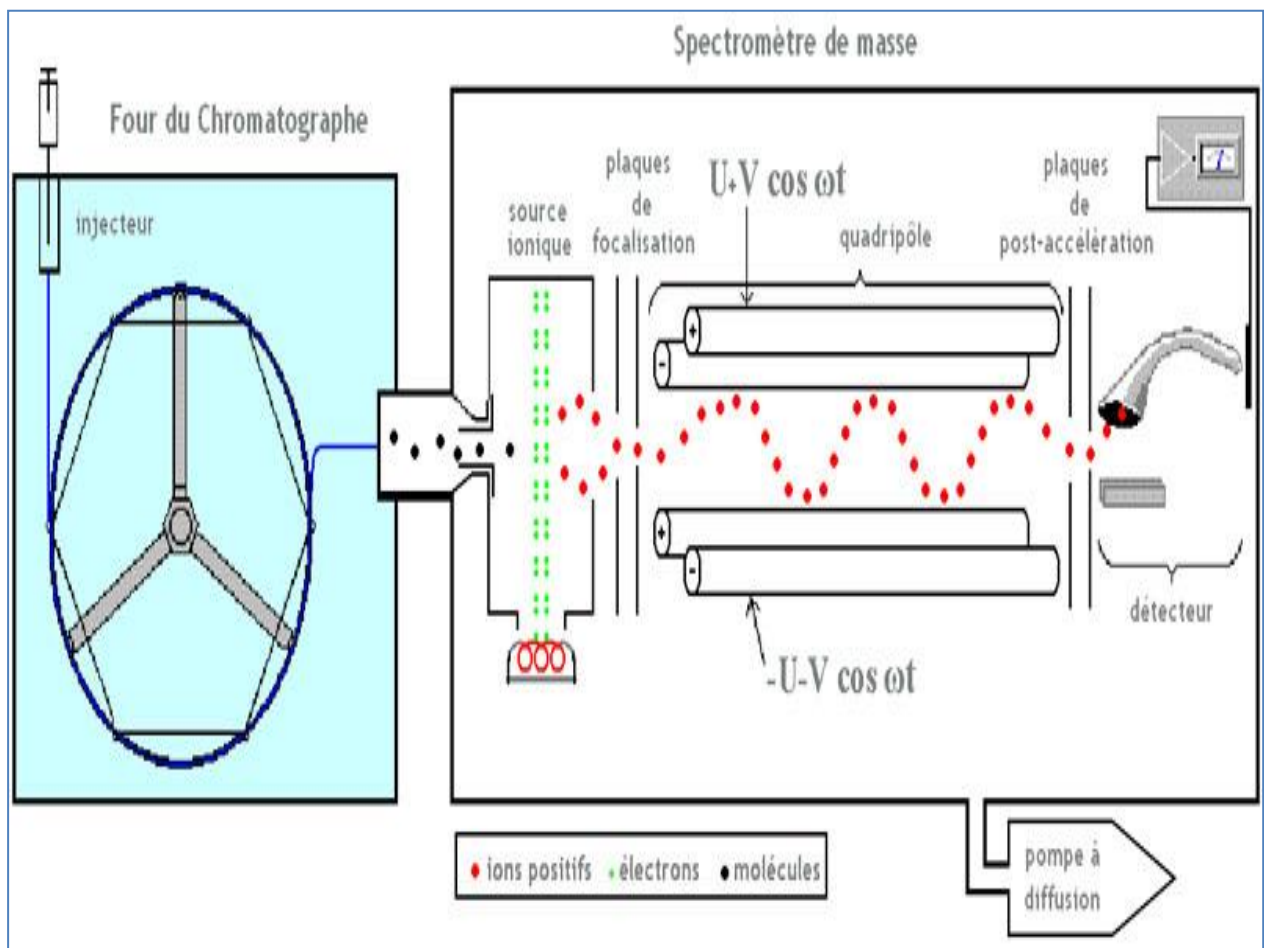 Spectromètre de masse
Four du Chromatographe
injecteur
source
ionique
plaques
de
focalisation
U+V cos ωt
quadripôle
plaques
de
post-accélération
+
-
+
-
-U-V cos ωt
détecteur
ions positifs électrons molécules
pompe à
diffusion